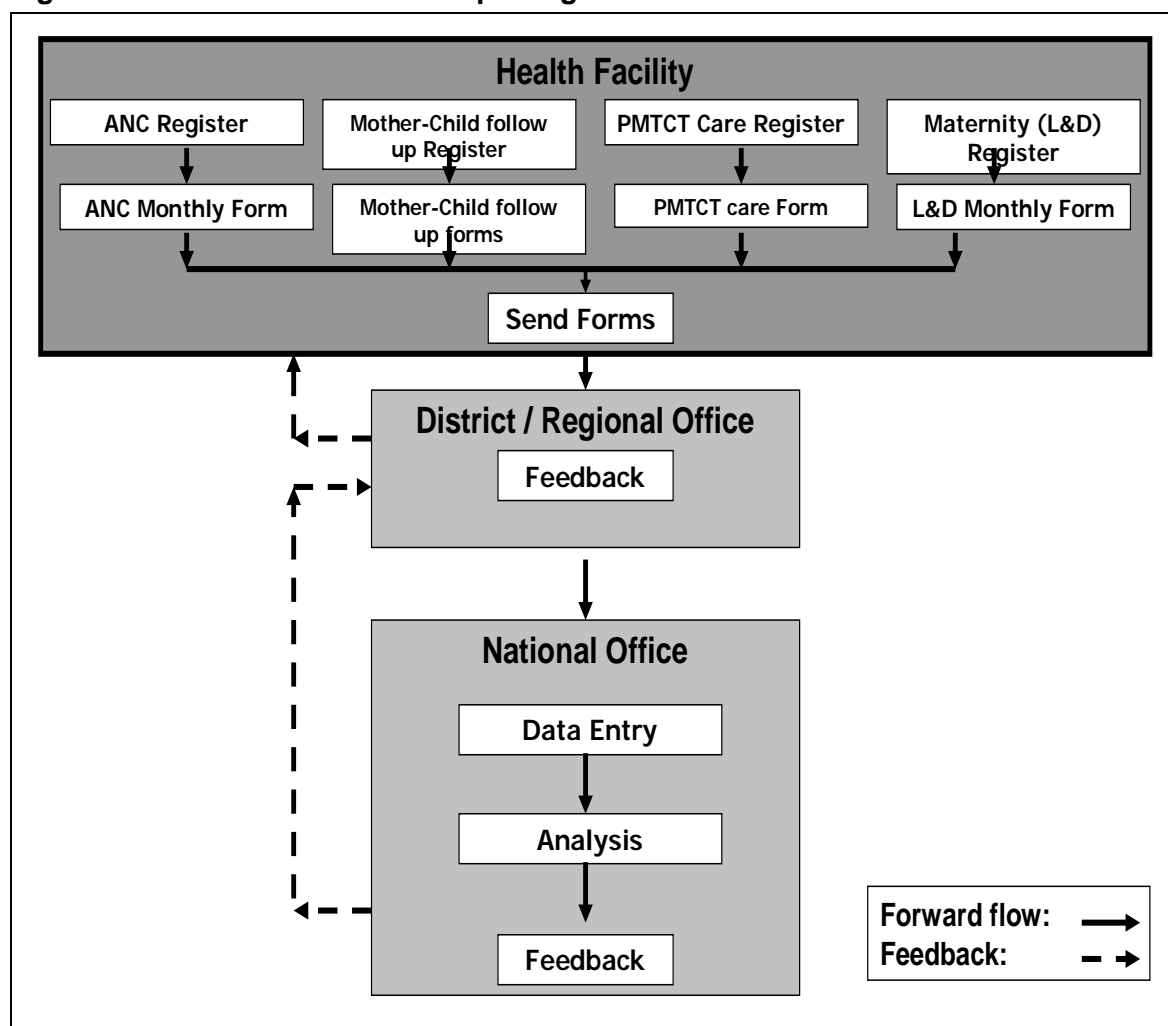 Health Facility
ANC Register
Mother-Child follow
up Register
PMTCT Care Register
Maternity (L&D)
Register
ANC Monthly Form
Mother-Child follow
up forms
PMTCT care Form
L&D Monthly Form
Send Forms
District / Regional Office
Feedback
National Office
Data Entry
Analysis
Feedback
Forward flow:
Feedback: